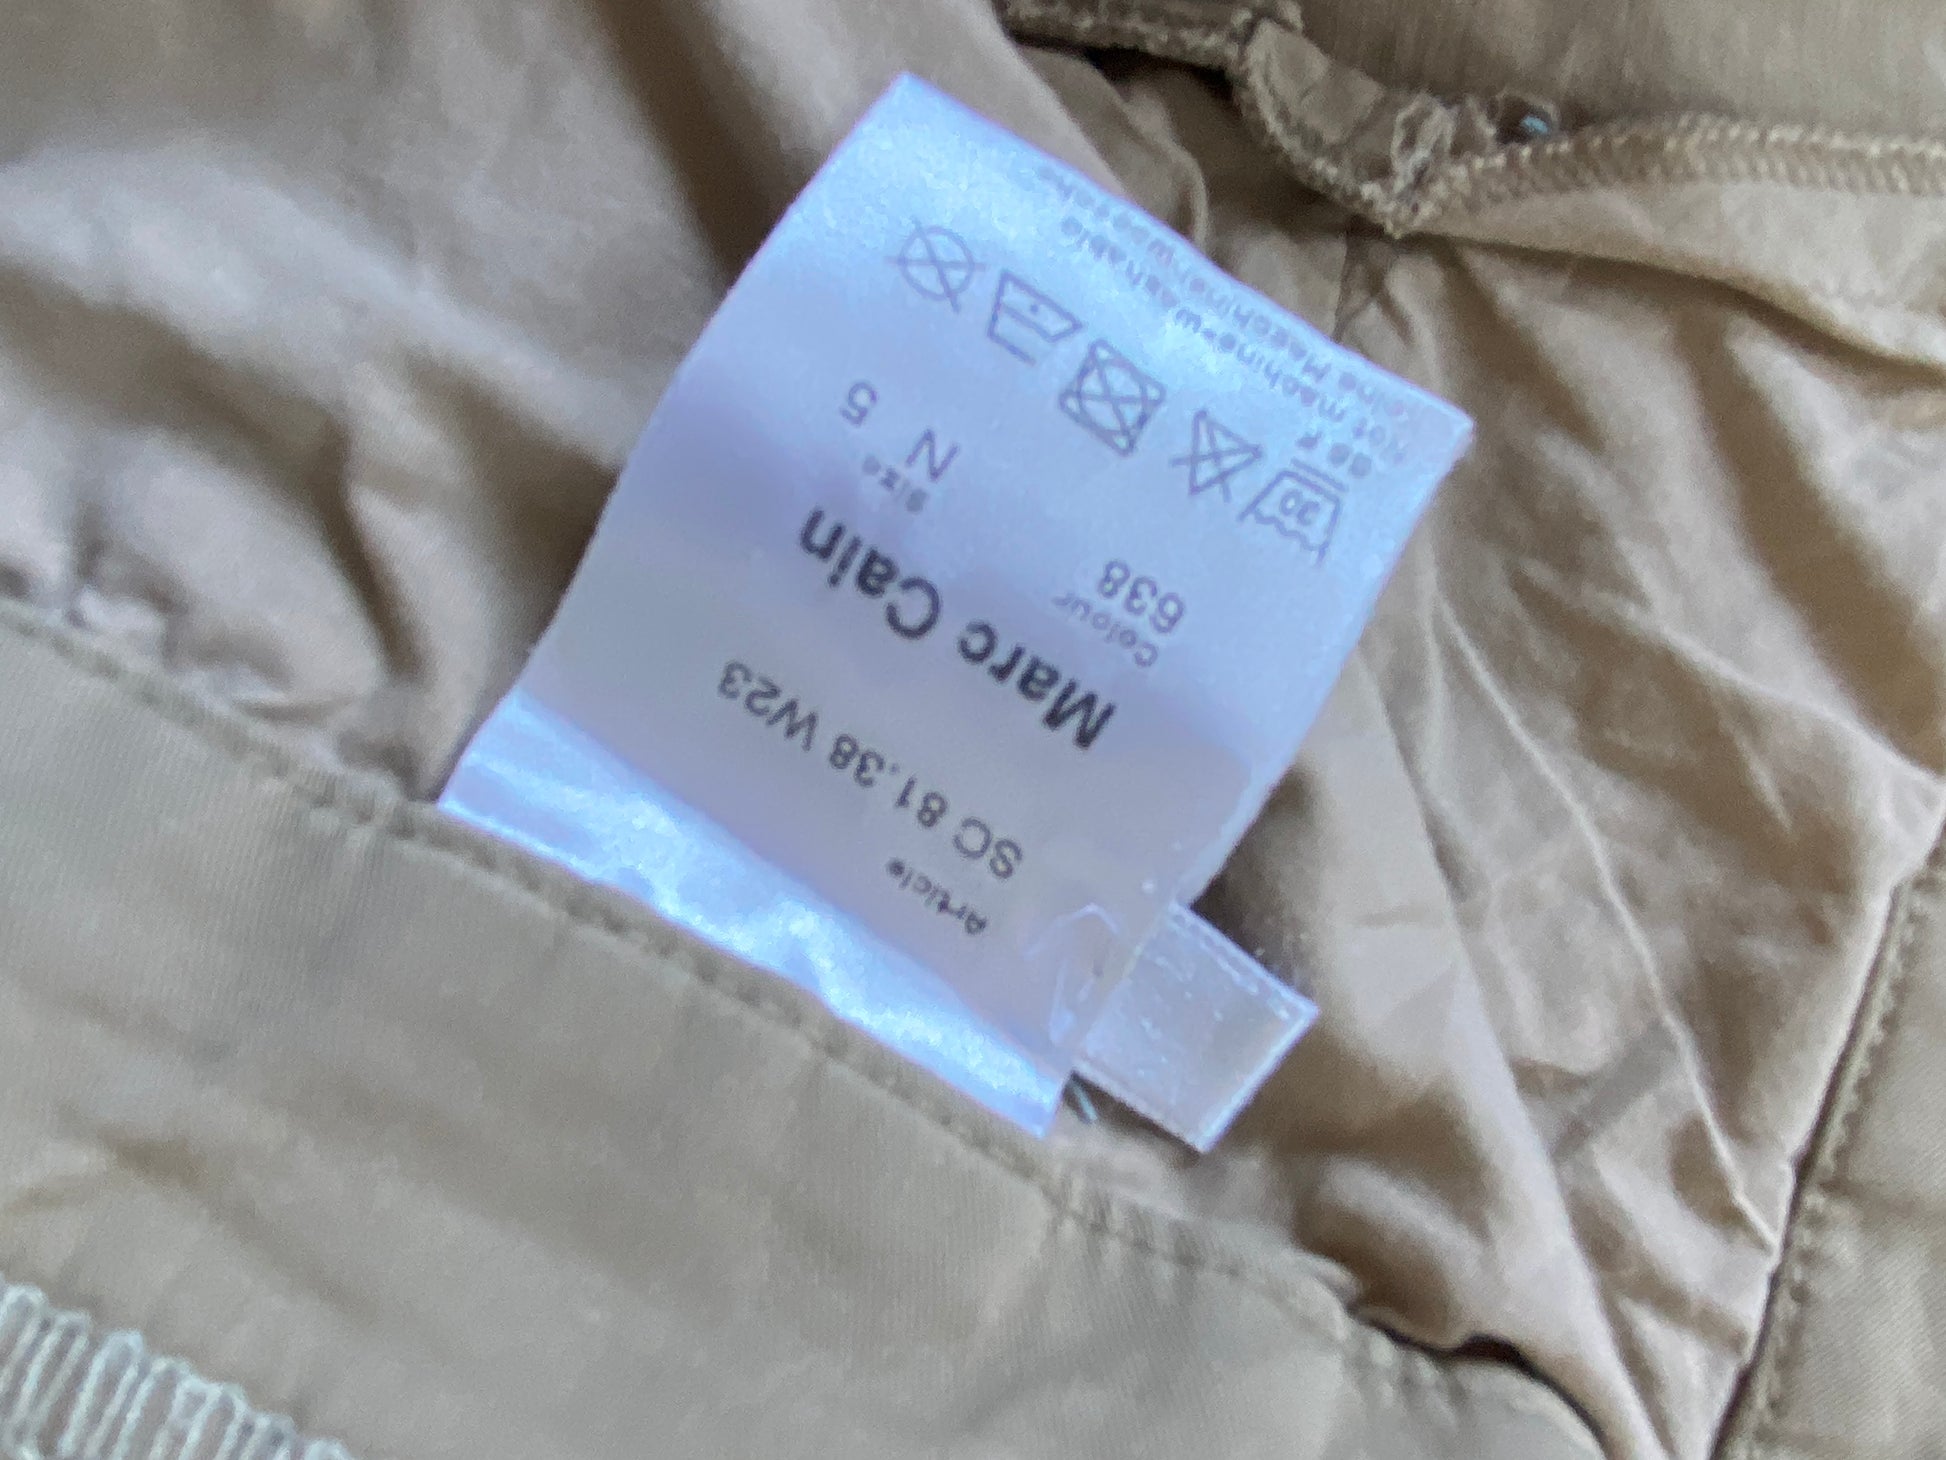 Article
SC 81.38 W23
Marc Cain
Colour
638
Size
N 5
30
Not machine-washable